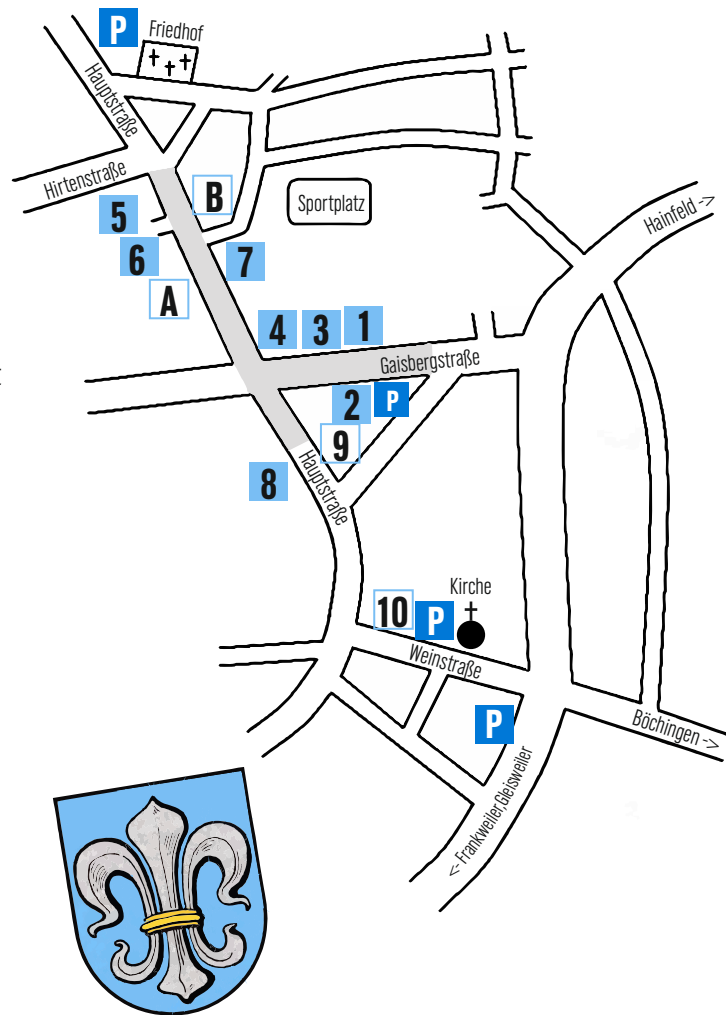 P
Friedhof
Hauptstraße
Hirtenstraße
B
Sportplatz
Hainfeld ->
5
6
7
A
4
3
1
Gaisbergstraße
2
P
9
8
Hauptstraße
10
P
Kirche
Weinstraße
P
Böchingen ->
<- Frankweiler, Gleisweiler